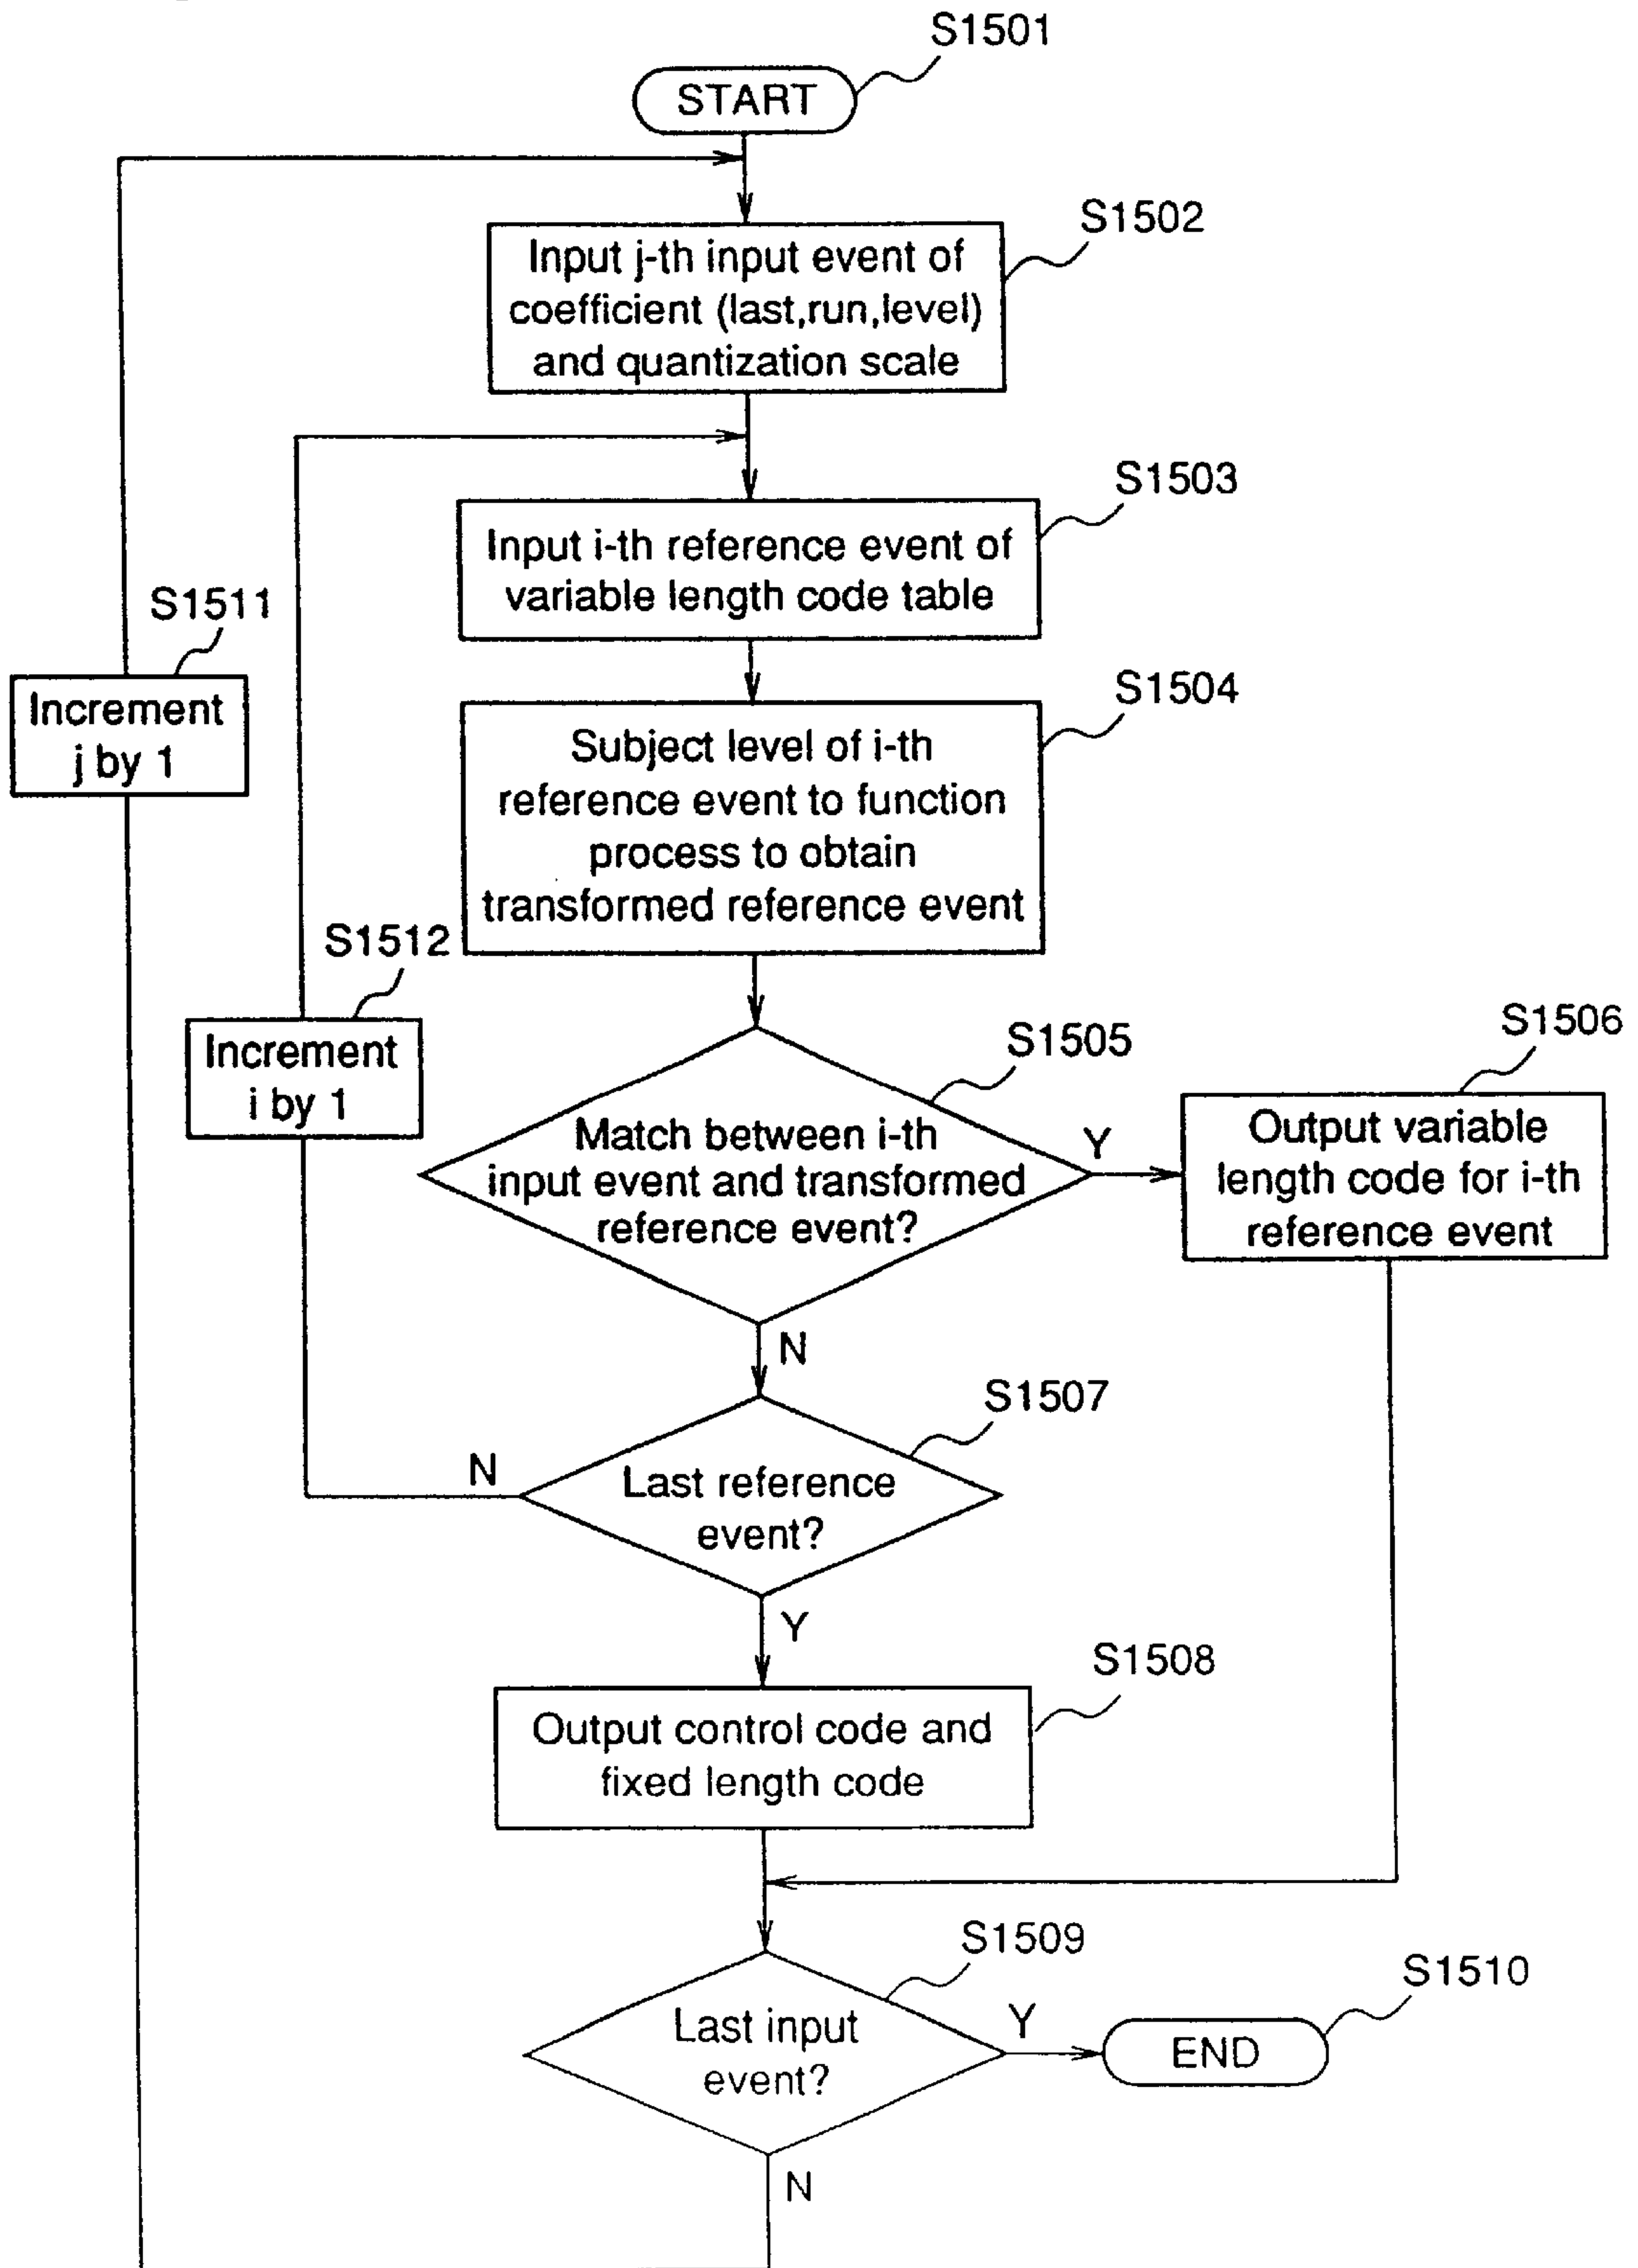 S1501
START
S1502
Input j-th input event of
coefficient (last,run,level)
and quantization scale
S1503
Input i-th reference event of
variable length code table
S1511
Increment
j by 1
S1504
Subject level of i-th
reference event to function
process to obtain
transformed reference event
S1512
Increment
i by 1
S1505
Match between i-th
input event and transformed
reference event?
Y
S1506
Output variable
length code for i-th
reference event
N
S1507
Last reference
event?
N
Y
S1508
Output control code and
fixed length code
S1509
Last input
event?
Y
S1510
END
N